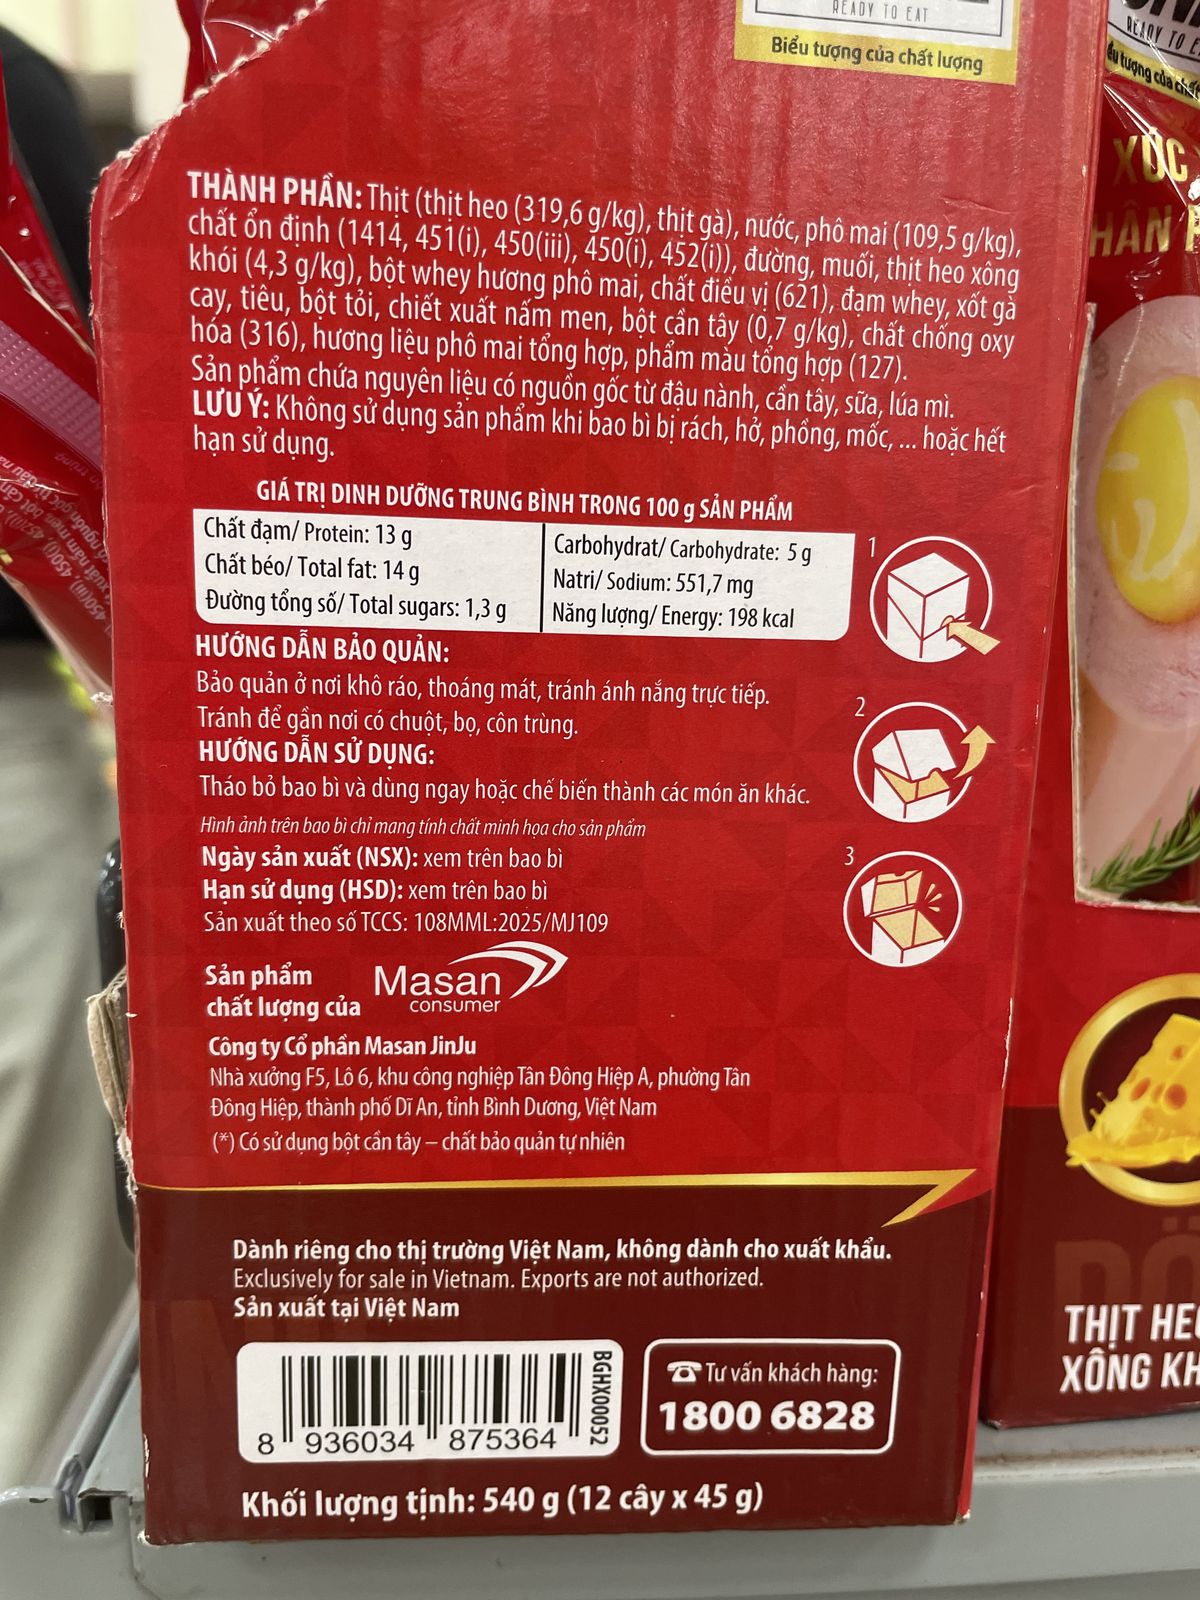 READY TO EAT
Biểu tượng của chất lượng
THÀNH PHẦN: Thịt (thịt heo (319,6 g/kg), thịt gà), nước, phô mai (109,5 g/kg),
chất ổn định (1414, 451(i), 450(iii), 450(i), 452(i)), đường, muối, thịt heo xông
khói (4,3 g/kg), bột whey hương phô mai, chất điều vị (621), đạm whey, xốt gà
cay, tiêu, bột tỏi, chiết xuất nấm men, bột cần tây (0,7 g/kg), chất chống oxy
hóa (316), hương liệu phô mai tổng hợp, phẩm màu tổng hợp (127).
Sản phẩm chứa nguyên liệu có nguồn gốc từ đậu nành, cần tây, sữa, lúa mì.
LƯU Ý: Không sử dụng sản phẩm khi bao bì bị rách, hở, phồng, mốc, ... hoặc hết
hạn sử dụng.
GIÁ TRỊ DINH DƯỠNG TRUNG BÌNH TRONG 100 g SẢN PHẨM
Chất đạm/ Protein: 13 g
Chất béo/ Total fat: 14 g
Đường tổng số/ Total sugars: 1,3 g
Carbohydrat/ Carbohydrate: 5 g
Natri/ Sodium: 551,7 mg
Năng lượng/ Energy: 198 kcal
1
HƯỚNG DẪN BẢO QUẢN:
Bảo quản ở nơi khô ráo, thoáng mát, tránh ánh nắng trực tiếp.
Tránh để gần nơi có chuột, bọ, côn trùng.
2
HƯỚNG DẪN SỬ DỤNG:
Tháo bỏ bao bì và dùng ngay hoặc chế biến thành các món ăn khác.
Hình ảnh trên bao bì chỉ mang tính chất minh họa cho sản phẩm
Ngày sản xuất (NSX): xem trên bao bì
3
Hạn sử dụng (HSD): xem trên bao bì
Sản xuất theo số TCCS: 108MML:2025/MJ109
Sản phẩm
chất lượng của
Masan
consumer
Công ty Cổ phần Masan JinJu
Nhà xưởng F5, Lô 6, khu công nghiệp Tân Đông Hiệp A, phường Tân
Đông Hiệp, thành phố Dĩ An, tỉnh Bình Dương, Việt Nam
(*) Có sử dụng bột cần tây – chất bảo quản tự nhiên
Dành riêng cho thị trường Việt Nam, không dành cho xuất khẩu.
Exclusively for sale in Vietnam. Exports are not authorized.
Sản xuất tại Việt Nam
8 936034 875364
BGHX00052
Tư vấn khách hàng:
1800 6828
Khối lượng tịnh: 540 g (12 cây x 45 g)
READY TO
tượng của
XÚC
THỊT
XÔNG